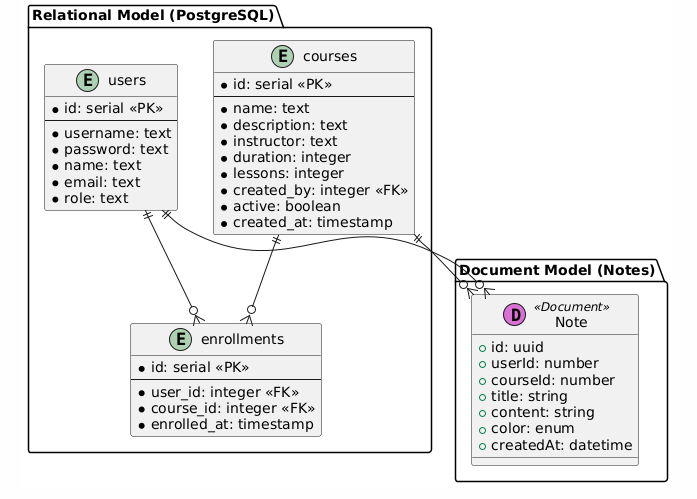 Relational Model (PostgreSQL)
E users
id: serial «PK»
username: text
password: text
name: text
email: text
role: text
E courses
id: serial «PK»
name: text
description: text
instructor: text
duration: integer
lessons: integer
created_by: integer «FK»
active: boolean
created_at: timestamp
E enrollments
id: serial «PK»
user_id: integer «FK»
course_id: integer «FK»
enrolled_at: timestamp
Document Model (Notes)
D «Document»
Note
id: uuid
userId: number
courseId: number
title: string
content: string
color: enum
createdAt: datetime